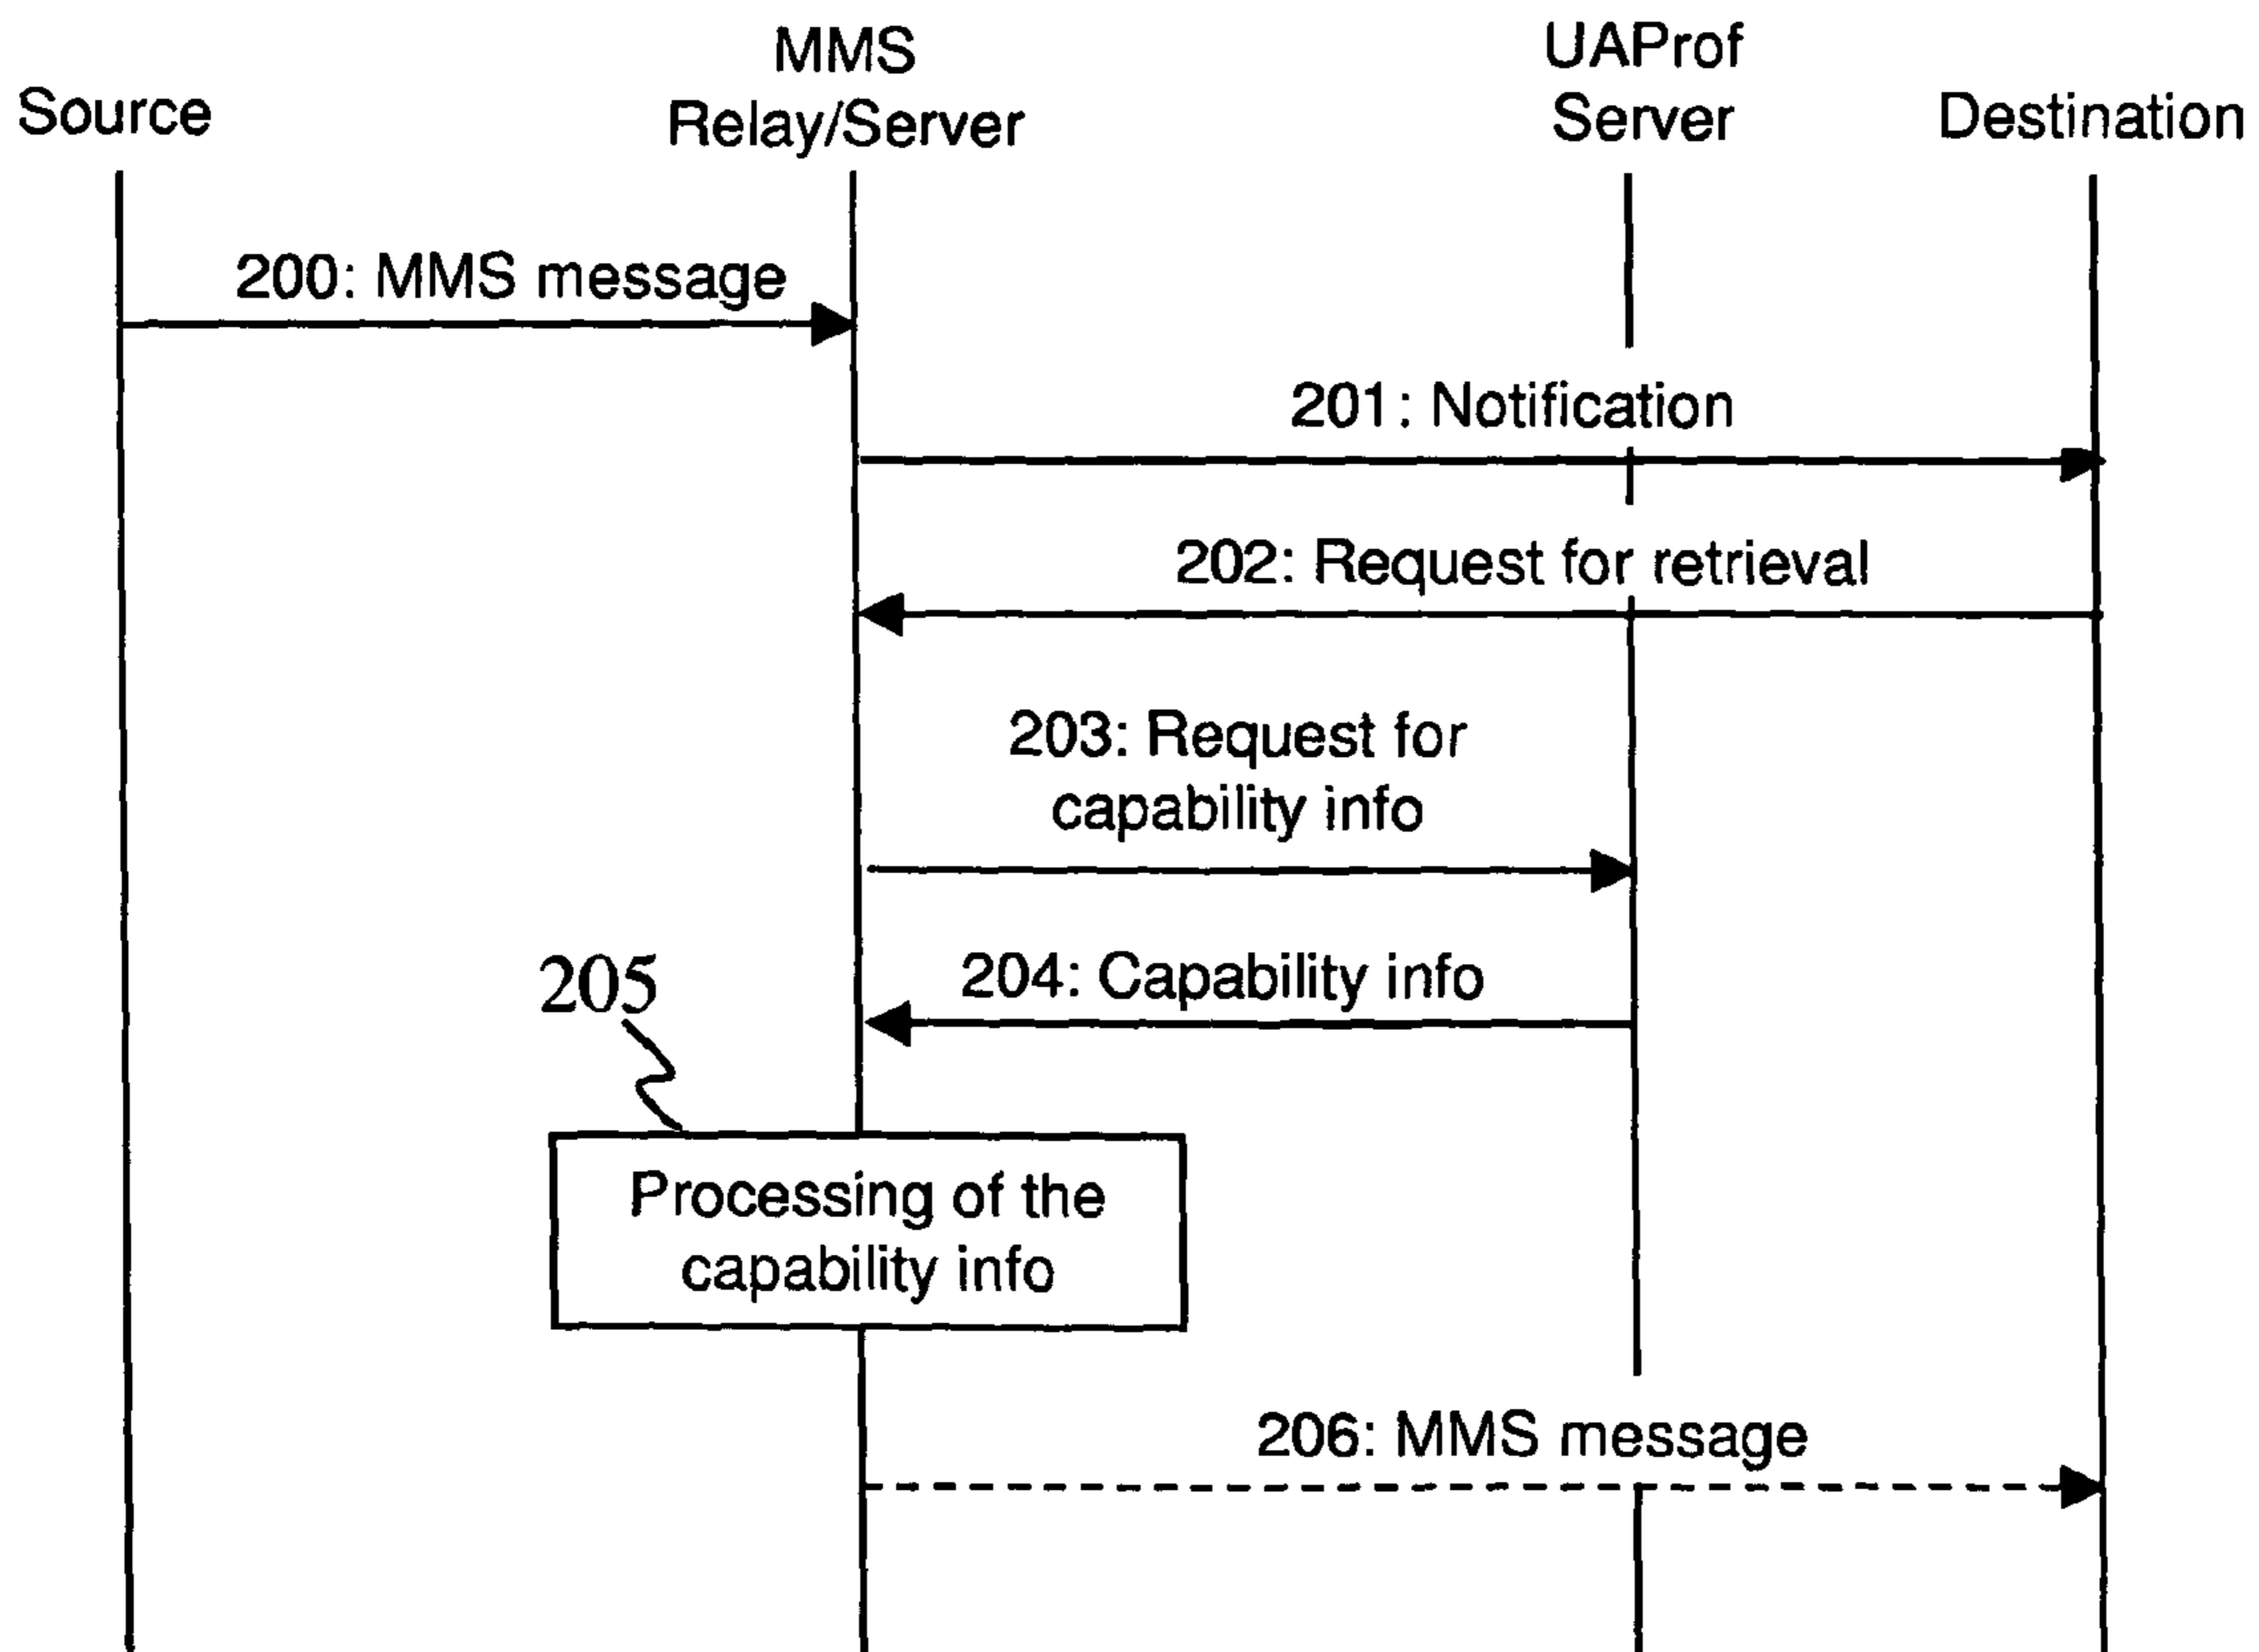 Source
MMS
Relay/Server
UAProf
Server
Destination
200: MMS message
201: Notification
202: Request for retrieval
203: Request for
capability info
204: Capability info
205
Processing of the
capability info
206: MMS message